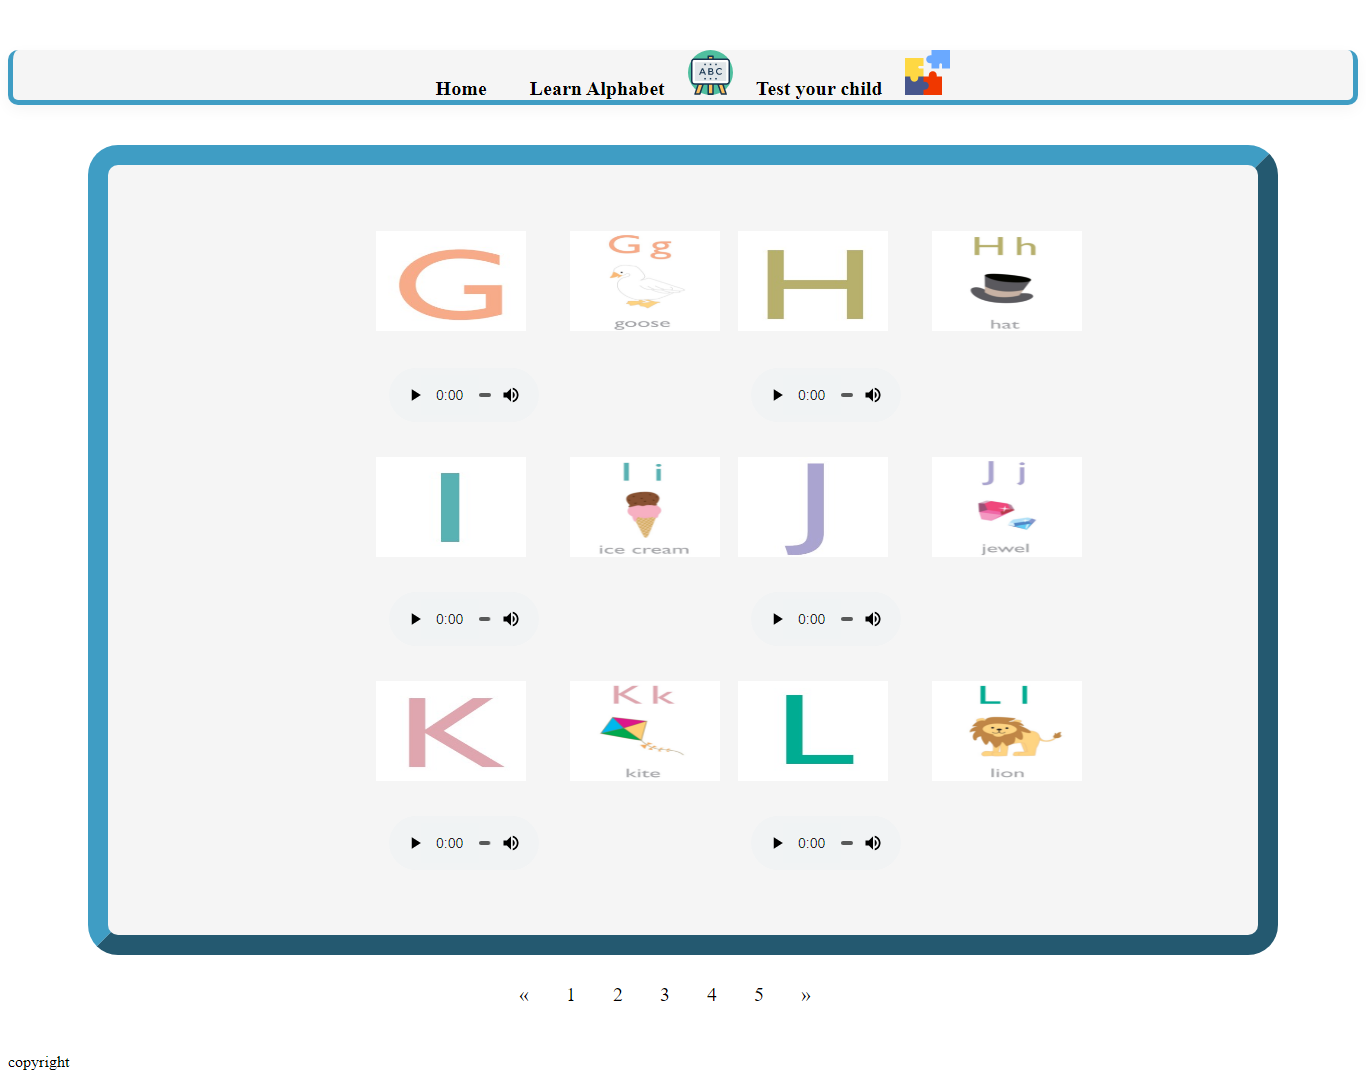 Home Learn Alphabet ABC Test your child
G G g goose H H h hat
0:00 0:00
I I i ice cream J J j jewel
0:00 0:00
K K k kite L L l lion
0:00 0:00
« 1 2 3 4 5 »
copyright